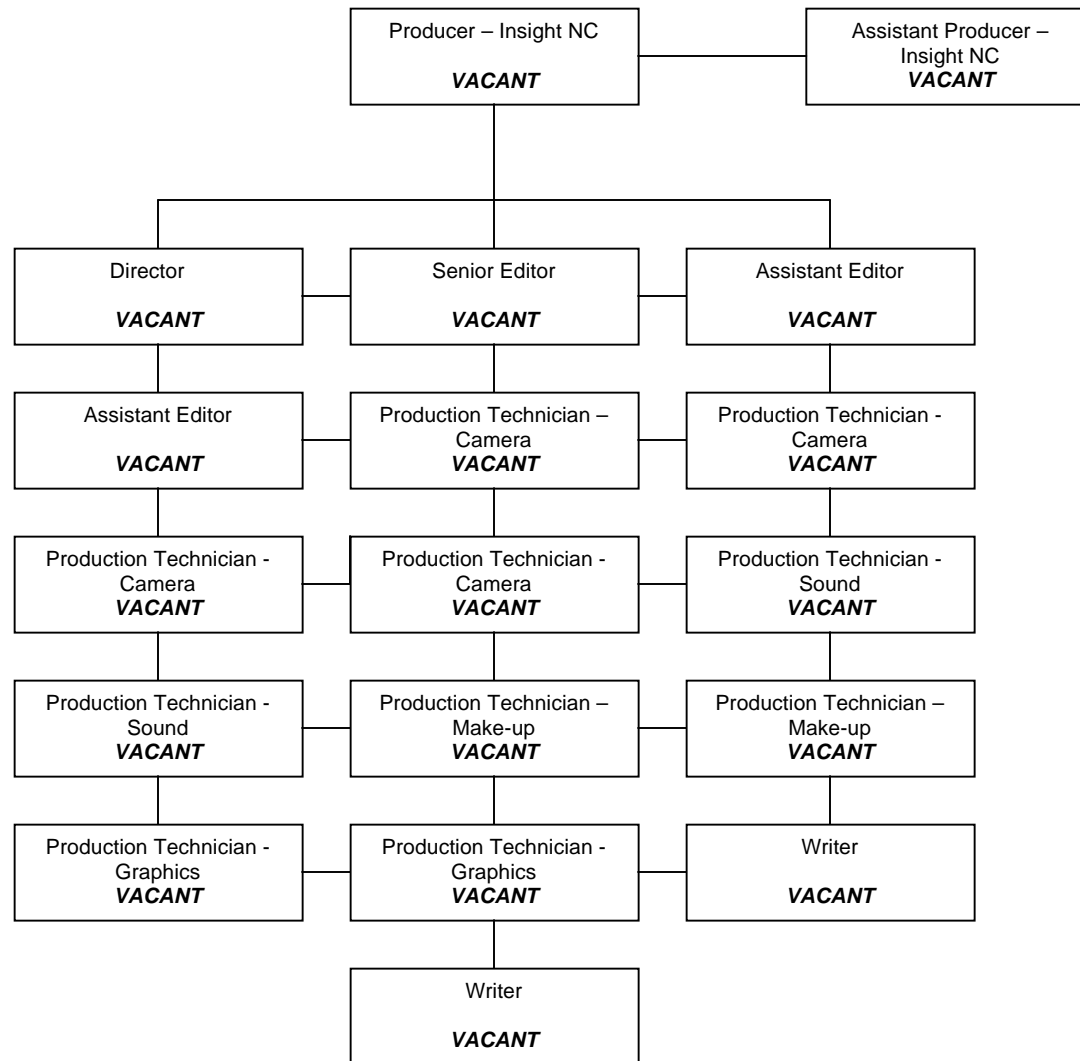 Producer – Insight NC
VACANT
Assistant Producer –
Insight NC
VACANT
Director
VACANT
Senior Editor
VACANT
Assistant Editor
VACANT
Assistant Editor
VACANT
Production Technician –
Camera
VACANT
Production Technician -
Camera
VACANT
Production Technician -
Camera
VACANT
Production Technician -
Camera
VACANT
Production Technician -
Sound
VACANT
Production Technician -
Sound
VACANT
Production Technician –
Make-up
VACANT
Production Technician –
Make-up
VACANT
Production Technician -
Graphics
VACANT
Production Technician -
Graphics
VACANT
Writer
VACANT
Writer
VACANT